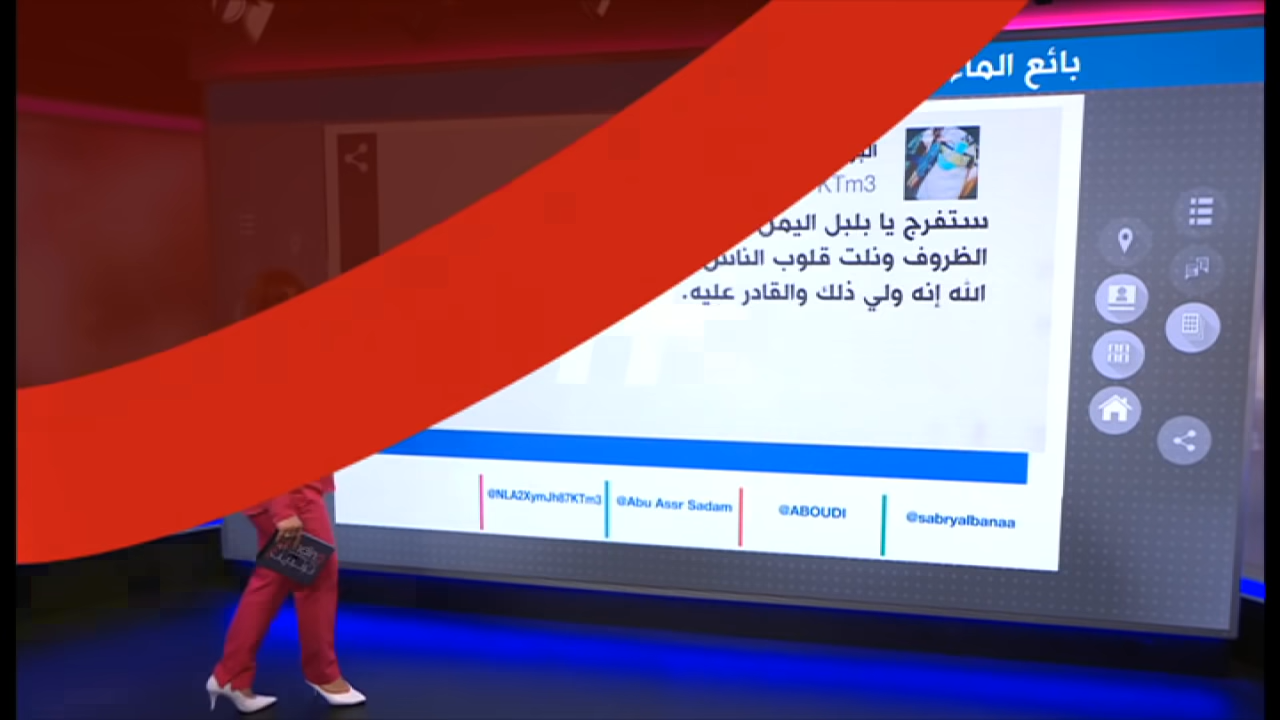 بائع
KTm3
ستفرج يا بلبل اليمن
الظروف ونلت قلوب الناس
الله إنه ولي ذلك والقادر عليه.
@NLA2XymJh87KTm3
@Abu Assr Sadam
@ABOUDI
@sabryalbanaa